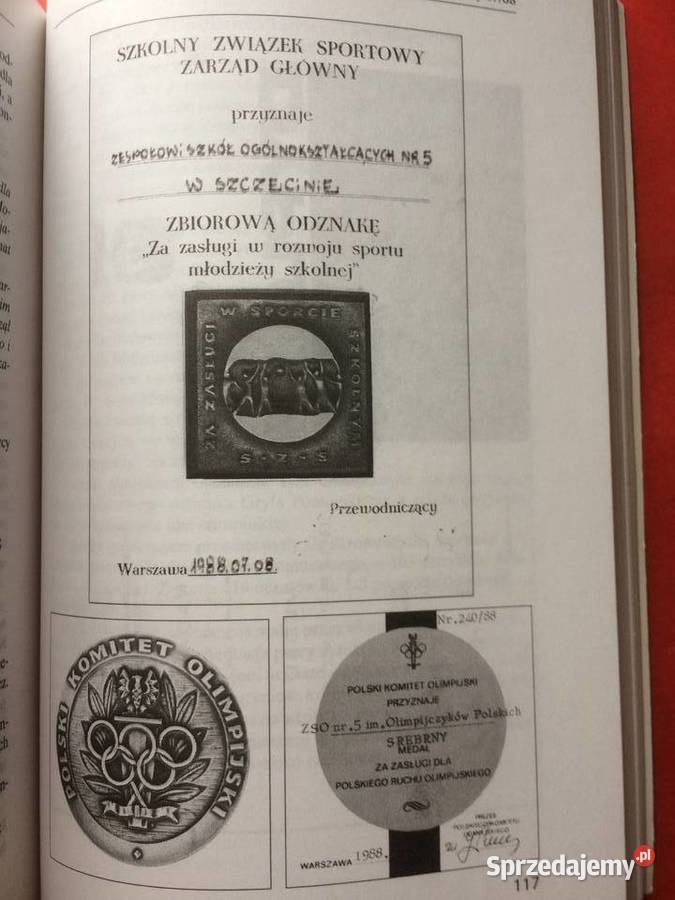 SZKOLNY ZWIĄZEK SPORTOWY
ZARZĄD GŁÓWNY
przyznaje
ZESPOŁOWI SZKÓŁ OGÓLNOKSZTAŁCĄCYCH NR 5
W SZCZECINIE
ZBIOROWĄ ODZNAKĘ
„Za zasługi w rozwoju sportu
młodzieży szkolnej"
ZA ZASŁUGI W SPORCIE SZKOLNYM
S-Z-S
Przewodniczący
Warszawa 1988.07.08.
POLSKI KOMITET OLIMPIJSKI
Nr. 240/88
POLSKI KOMITET OLIMPIJSKI
PRZYZNAJE
ZSO nr.5 im.Olimpijczyków Polskich
SREBRNY
MEDAL
ZA ZASŁUGI DLA
POLSKIEGO RUCHU OLIMPIJSKIEGO
PREZES
POLSKIEGO KOMITETU
OLIMPIJSKIEGO
WARSZAWA 1988.
117
Sprzedajemy.pl